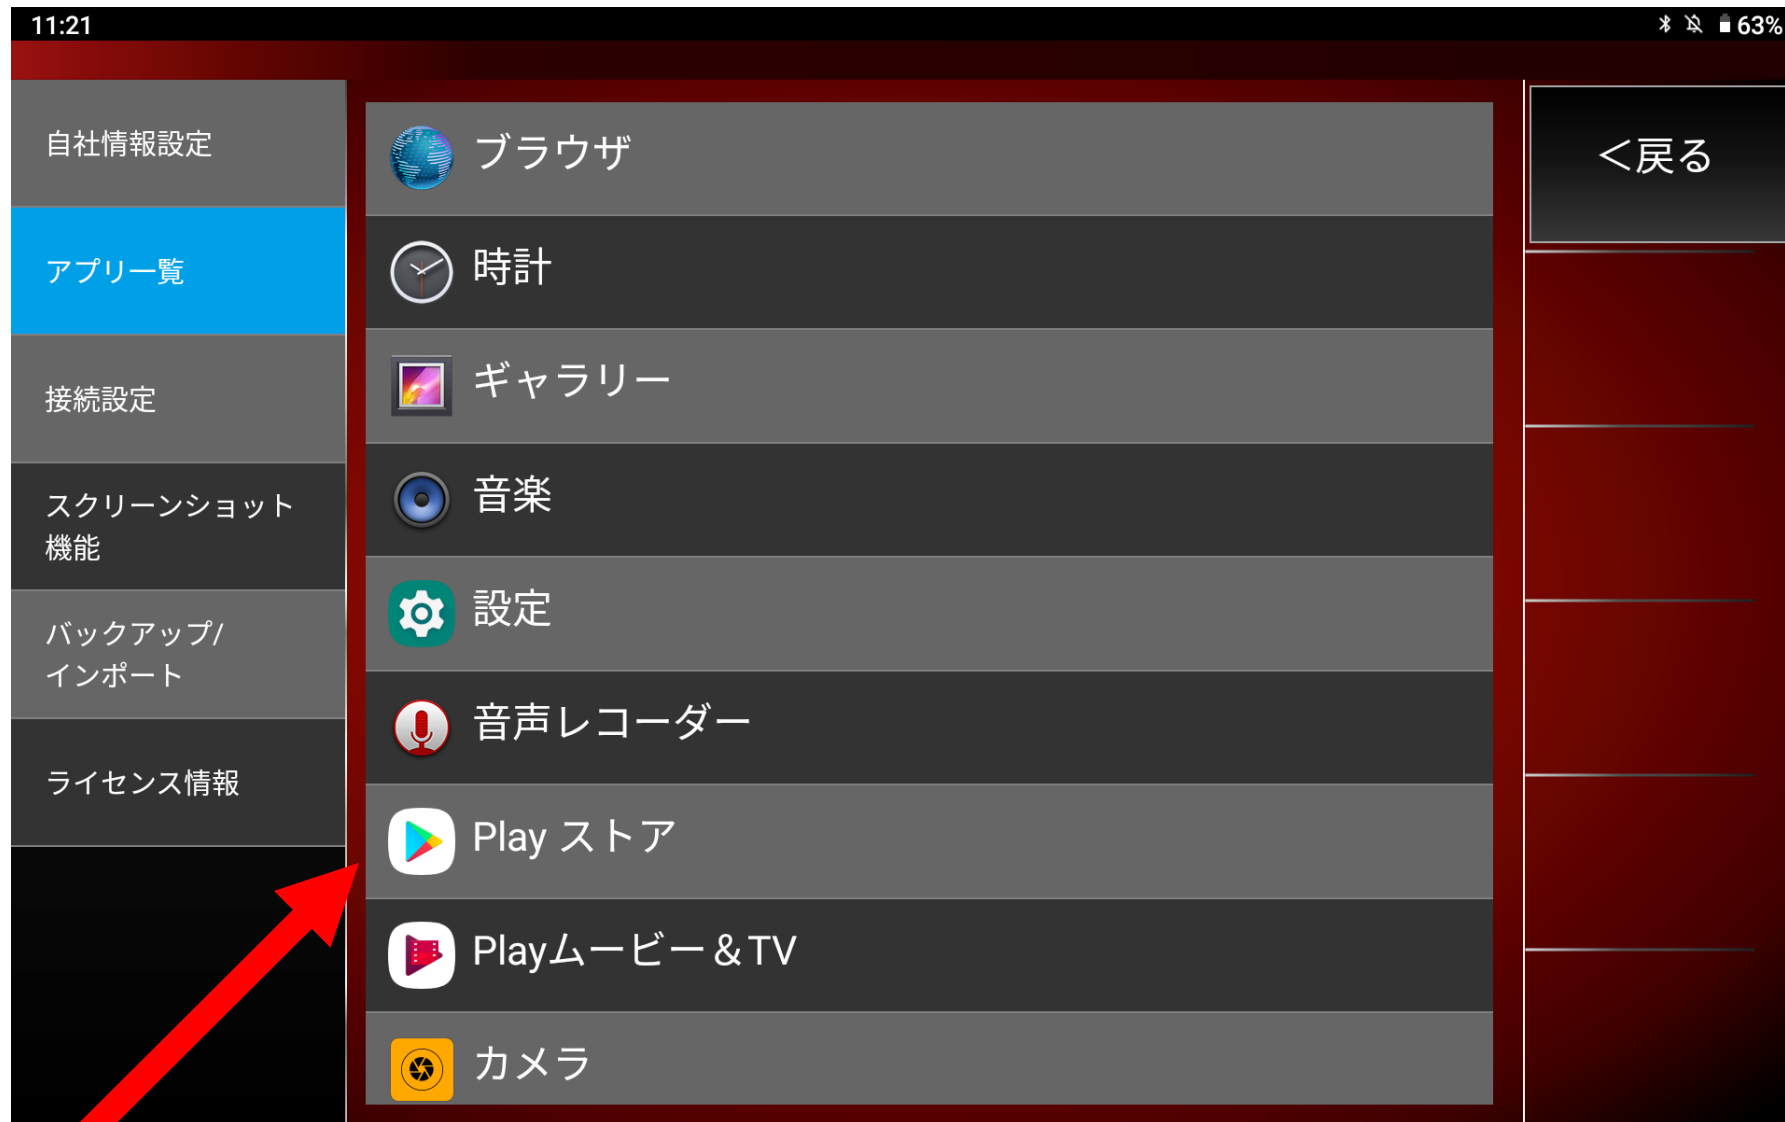 11:21
63%
自社情報設定
アプリ一覧
接続設定
スクリーンショット
機能
バックアップ/
インポート
ライセンス情報
ブラウザ
時計
ギャラリー
音楽
設定
音声レコーダー
Play ストア
Playムービー＆TV
カメラ
＜戻る